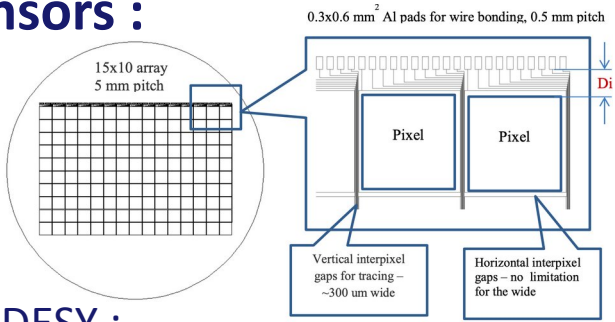 nsors :
0.3x0.6 mm² Al pads for wire bonding, 0.5 mm pitch
15x10 array
5 mm pitch
Di
Pixel
Pixel
Vertical interpixel
gaps for tracing –
~300 um wide
Horizontal interpixel
gaps – no limitation
for the wide
DESY :